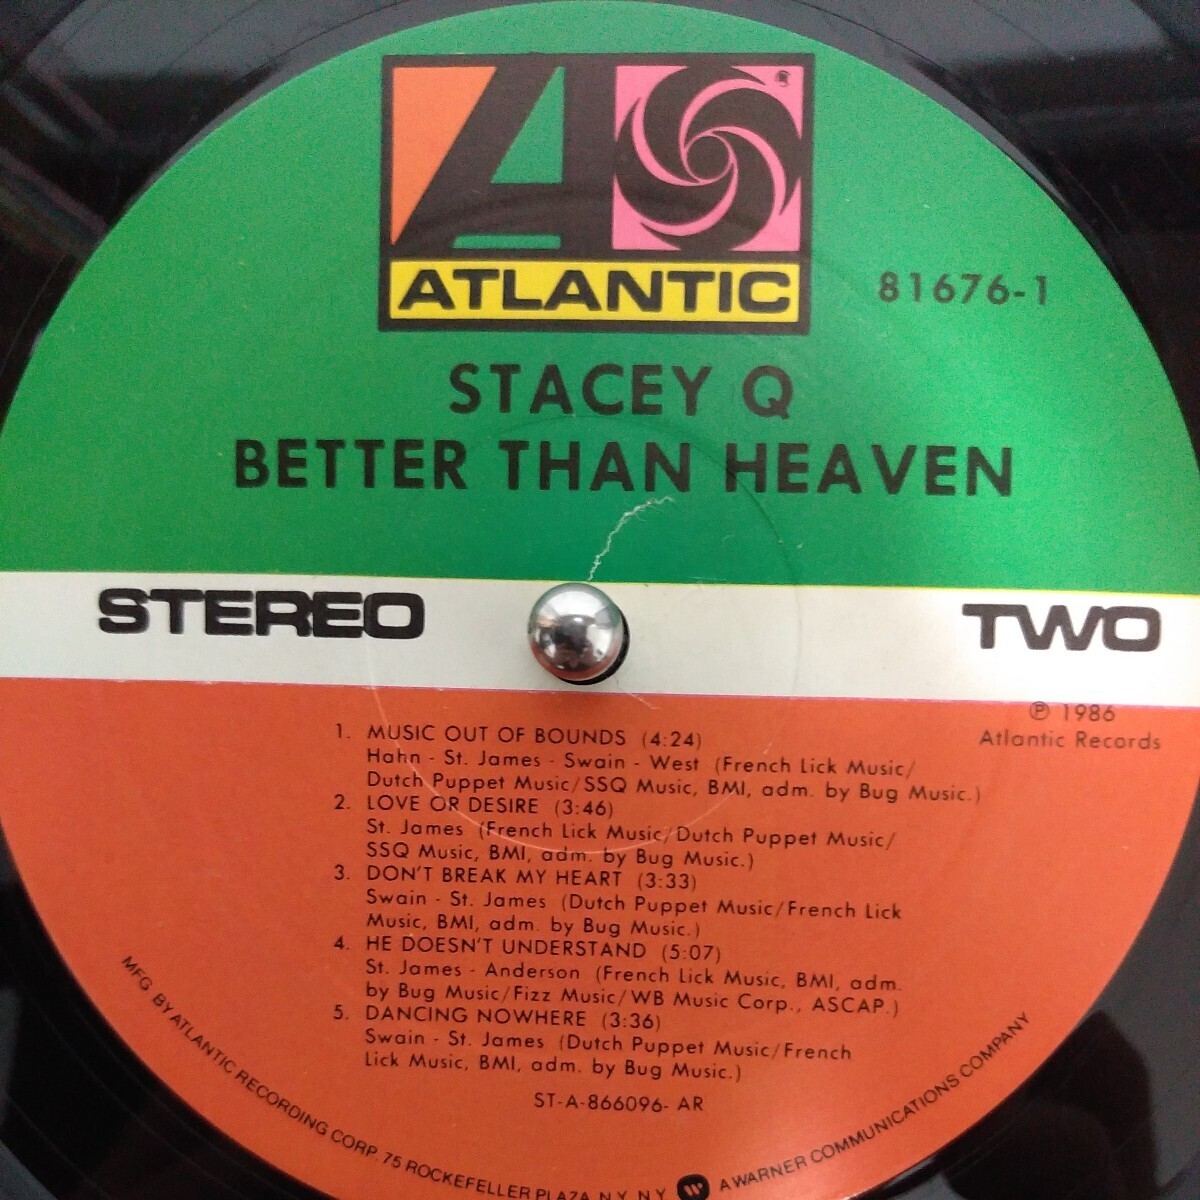 ATLANTIC
81676-1
STACEY Q
BETTER THAN HEAVEN
STEREO
TWO
℗ 1986
Atlantic Records
1. MUSIC OUT OF BOUNDS (4:24)
Hahn - St. James - Swain - West (French Lick Music/
Dutch Puppet Music/SSQ Music, BMI, adm. by Bug Music.)
2. LOVE OR DESIRE (3:46)
St. James (French Lick Music/Dutch Puppet Music/
SSQ Music, BMI, adm. by Bug Music.)
3. DON'T BREAK MY HEART (3:33)
Swain - St. James (Dutch Puppet Music/French Lick
Music, BMI, adm. by Bug Music.)
4. HE DOESN'T UNDERSTAND (5:07)
St. James - Anderson (French Lick Music, BMI, adm.
by Bug Music/Fizz Music/WB Music Corp., ASCAP.)
5. DANCING NOWHERE (3:36)
Swain - St. James (Dutch Puppet Music/French
Lick Music, BMI, adm. by Bug Music.)
ST-A-866096- AR
MFG BY ATLANTIC RECORDING CORP. 75 ROCKEFELLER PLAZA N.Y. N.Y. A WARNER COMMUNICATIONS COMPANY